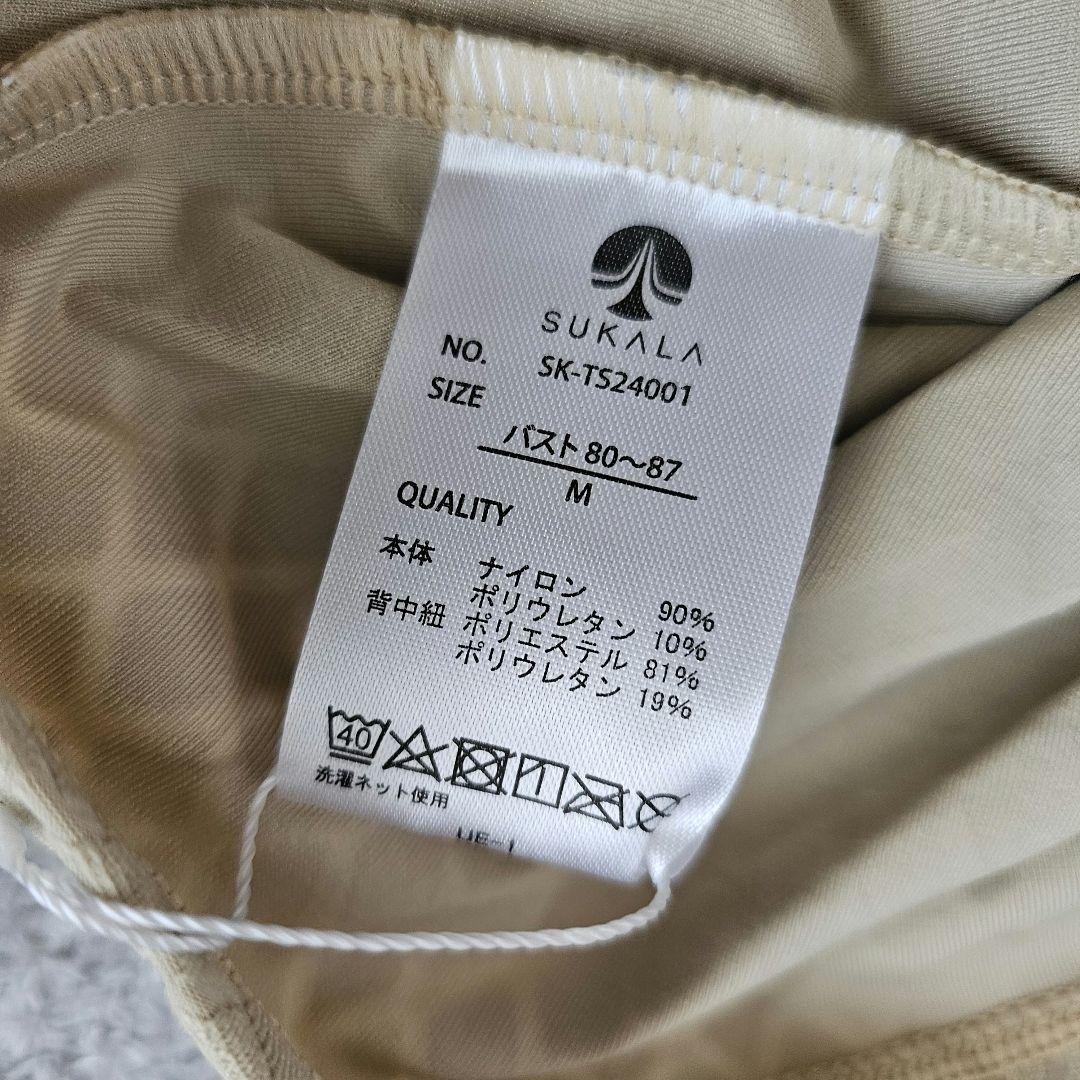 SUKALA
NO. SK-TS24001
SIZE
バスト 80～87
M
QUALITY
本体 ナイロン 90%
ポリウレタン 10%
背中紐 ポリエステル 81%
ポリウレタン 19%
40
洗濯ネット使用